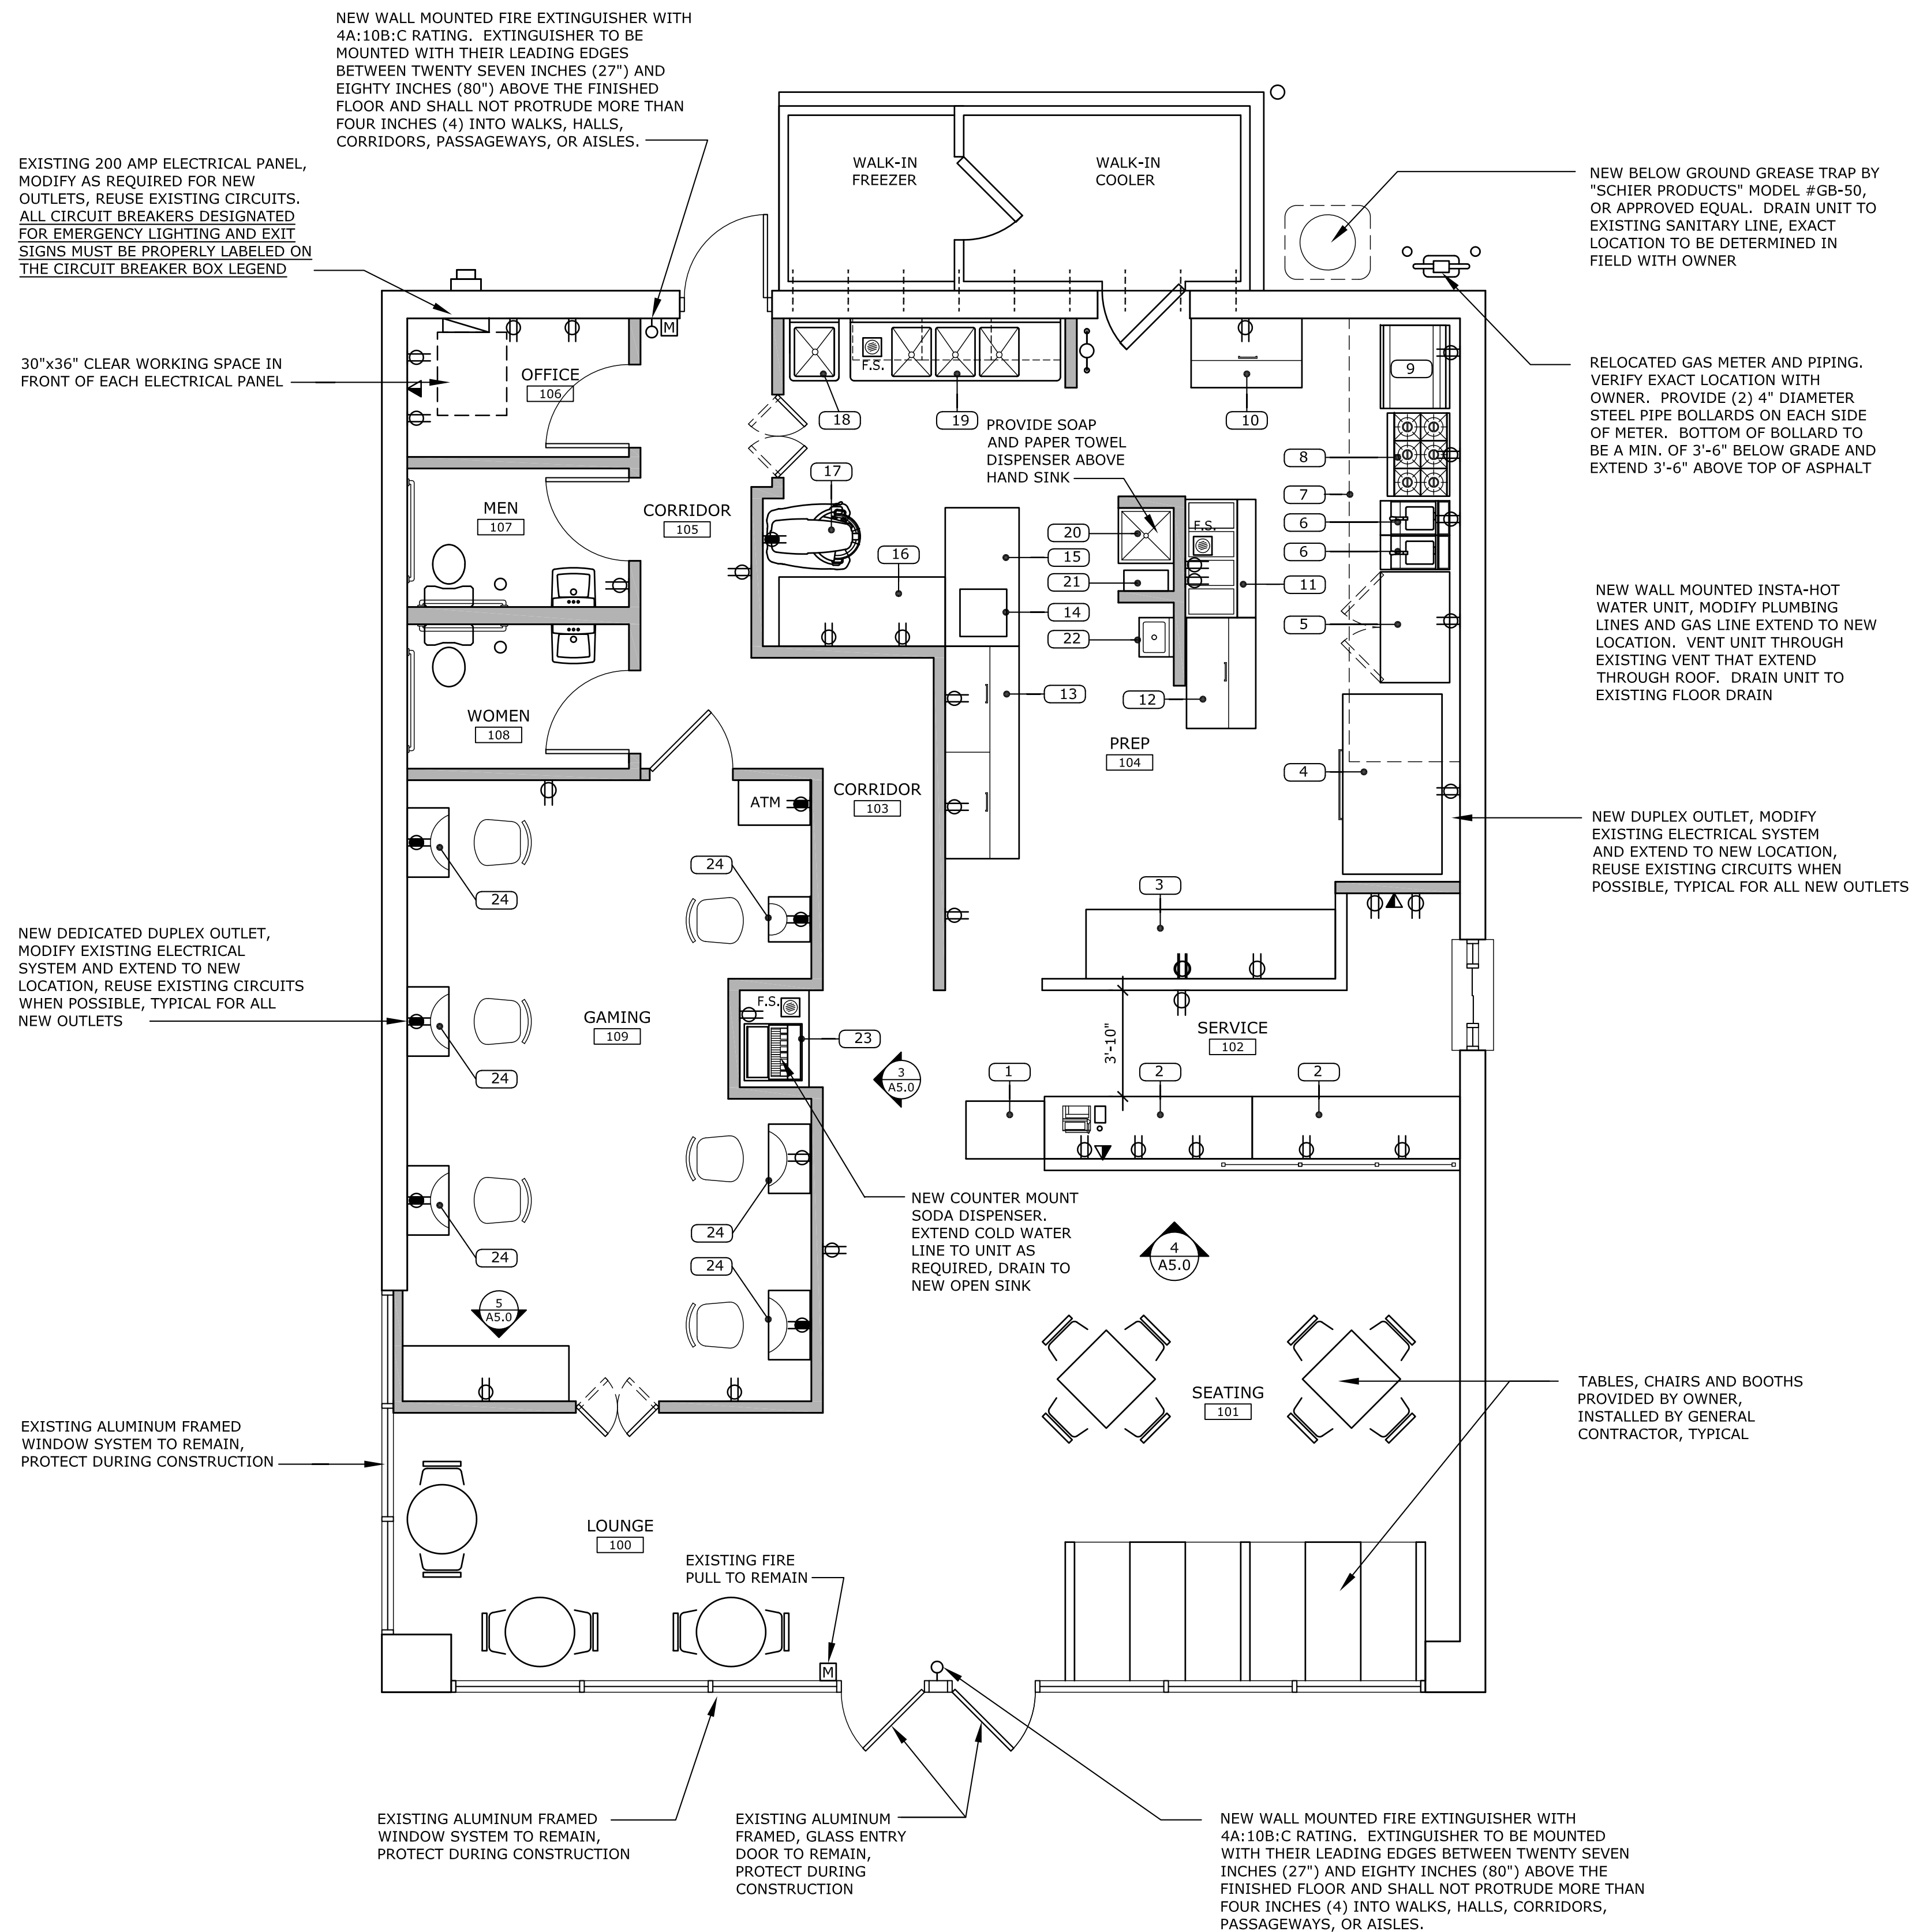 NEW WALL MOUNTED FIRE EXTINGUISHER WITH
4A:10B:C RATING. EXTINGUISHER TO BE
MOUNTED WITH THEIR LEADING EDGES
BETWEEN TWENTY SEVEN INCHES (27") AND
EIGHTY INCHES (80") ABOVE THE FINISHED
FLOOR AND SHALL NOT PROTRUDE MORE THAN
FOUR INCHES (4) INTO WALKS, HALLS,
CORRIDORS, PASSAGEWAYS, OR AISLES.
EXISTING 200 AMP ELECTRICAL PANEL,
MODIFY AS REQUIRED FOR NEW
OUTLETS, REUSE EXISTING CIRCUITS.
ALL CIRCUIT BREAKERS DESIGNATED
FOR EMERGENCY LIGHTING AND EXIT
SIGNS MUST BE PROPERLY LABELED ON
THE CIRCUIT BREAKER BOX LEGEND
WALK-IN
FREEZER
WALK-IN
COOLER
NEW BELOW GROUND GREASE TRAP BY
"SCHIER PRODUCTS" MODEL #GB-50,
OR APPROVED EQUAL. DRAIN UNIT TO
EXISTING SANITARY LINE, EXACT
LOCATION TO BE DETERMINED IN
FIELD WITH OWNER
30"x36" CLEAR WORKING SPACE IN
FRONT OF EACH ELECTRICAL PANEL
OFFICE
106
M
F.S.
18
19
10
9
RELOCATED GAS METER AND PIPING.
VERIFY EXACT LOCATION WITH
OWNER. PROVIDE (2) 4" DIAMETER
STEEL PIPE BOLLARDS ON EACH SIDE
OF METER. BOTTOM OF BOLLARD TO
BE A MIN. OF 3'-6" BELOW GRADE AND
EXTEND 3'-6" ABOVE TOP OF ASPHALT
PROVIDE SOAP
AND PAPER TOWEL
DISPENSER ABOVE
HAND SINK
8
7
6
6
5
4
MEN
107
CORRIDOR
105
17
16
20
15
21
14
22
13
F.S.
11
12
NEW WALL MOUNTED INSTA-HOT
WATER UNIT, MODIFY PLUMBING
LINES AND GAS LINE EXTEND TO NEW
LOCATION. VENT UNIT THROUGH
EXISTING VENT THAT EXTEND
THROUGH ROOF. DRAIN UNIT TO
EXISTING FLOOR DRAIN
WOMEN
108
PREP
104
ATM
CORRIDOR
103
NEW DUPLEX OUTLET, MODIFY
EXISTING ELECTRICAL SYSTEM
AND EXTEND TO NEW LOCATION,
REUSE EXISTING CIRCUITS WHEN
POSSIBLE, TYPICAL FOR ALL NEW OUTLETS
24
24
3
NEW DEDICATED DUPLEX OUTLET,
MODIFY EXISTING ELECTRICAL
SYSTEM AND EXTEND TO NEW
LOCATION, REUSE EXISTING CIRCUITS
WHEN POSSIBLE, TYPICAL FOR ALL
NEW OUTLETS
GAMING
109
F.S.
23
24
3
A5.0
3'-10"
SERVICE
102
1
2
2
NEW COUNTER MOUNT
SODA DISPENSER.
EXTEND COLD WATER
LINE TO UNIT AS
REQUIRED, DRAIN TO
NEW OPEN SINK
24
24
24
4
A5.0
5
A5.0
SEATING
101
TABLES, CHAIRS AND BOOTHS
PROVIDED BY OWNER,
INSTALLED BY GENERAL
CONTRACTOR, TYPICAL
EXISTING ALUMINUM FRAMED
WINDOW SYSTEM TO REMAIN,
PROTECT DURING CONSTRUCTION
LOUNGE
100
EXISTING FIRE
PULL TO REMAIN
M
EXISTING ALUMINUM FRAMED
WINDOW SYSTEM TO REMAIN,
PROTECT DURING CONSTRUCTION
EXISTING ALUMINUM
FRAMED, GLASS ENTRY
DOOR TO REMAIN,
PROTECT DURING
CONSTRUCTION
NEW WALL MOUNTED FIRE EXTINGUISHER WITH
4A:10B:C RATING. EXTINGUISHER TO BE MOUNTED
WITH THEIR LEADING EDGES BETWEEN TWENTY SEVEN
INCHES (27") AND EIGHTY INCHES (80") ABOVE THE
FINISHED FLOOR AND SHALL NOT PROTRUDE MORE THAN
FOUR INCHES (4) INTO WALKS, HALLS, CORRIDORS,
PASSAGEWAYS, OR AISLES.